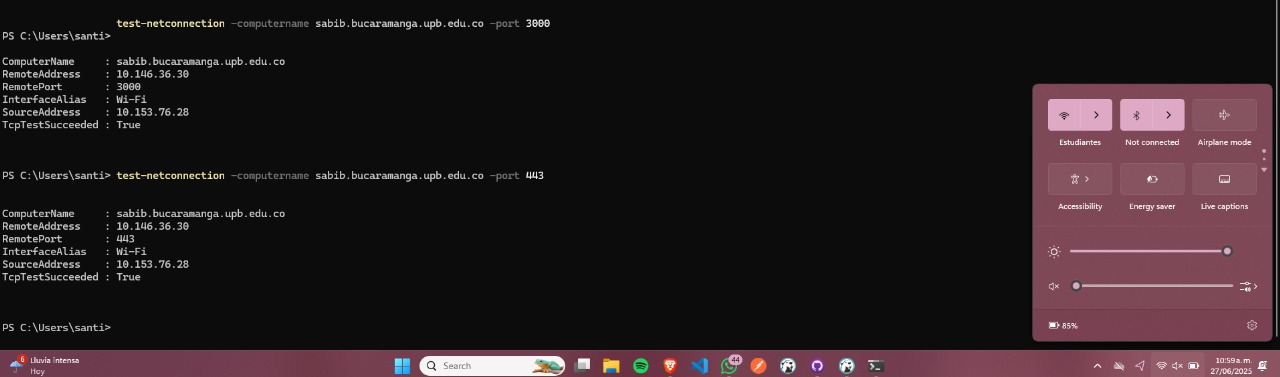 test-netconnection -computername sabib.bucaramanga.upb.edu.co -port 3000
PS C:\Users\santi>
ComputerName     : sabib.bucaramanga.upb.edu.co
RemoteAddress    : 10.146.36.30
RemotePort       : 3000
InterfaceAlias   : Wi-Fi
SourceAddress    : 10.153.76.28
TcpTestSucceeded : True
PS C:\Users\santi> test-netconnection -computername sabib.bucaramanga.upb.edu.co -port 443
ComputerName     : sabib.bucaramanga.upb.edu.co
RemoteAddress    : 10.146.36.30
RemotePort       : 443
InterfaceAlias   : Wi-Fi
SourceAddress    : 10.153.76.28
TcpTestSucceeded : True
PS C:\Users\santi>
Estudiantes
Not connected
Airplane mode
Accessibility
Energy saver
Live captions
85%
6
Lluvia intensa
Hoy
Search
44
10:59 a. m.
27/06/2025